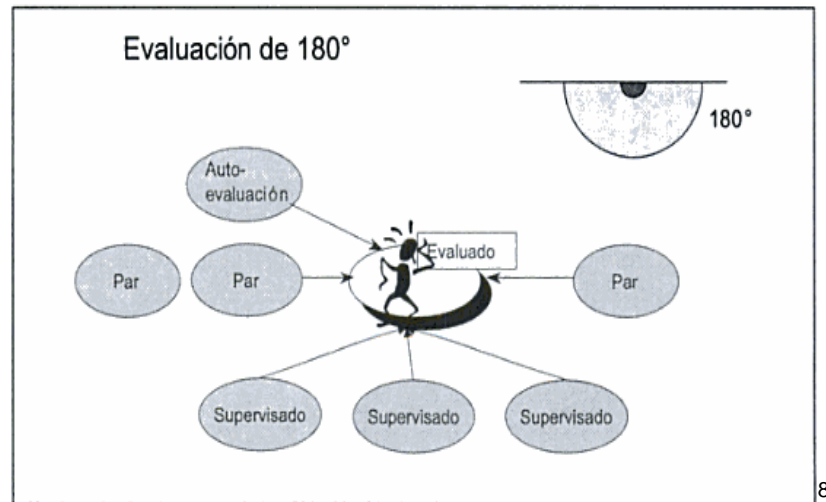 Evaluación de 180°
180°
Auto-
evaluación
Evaluado
Par
Par
Par
Supervisado
Supervisado
Supervisado
8